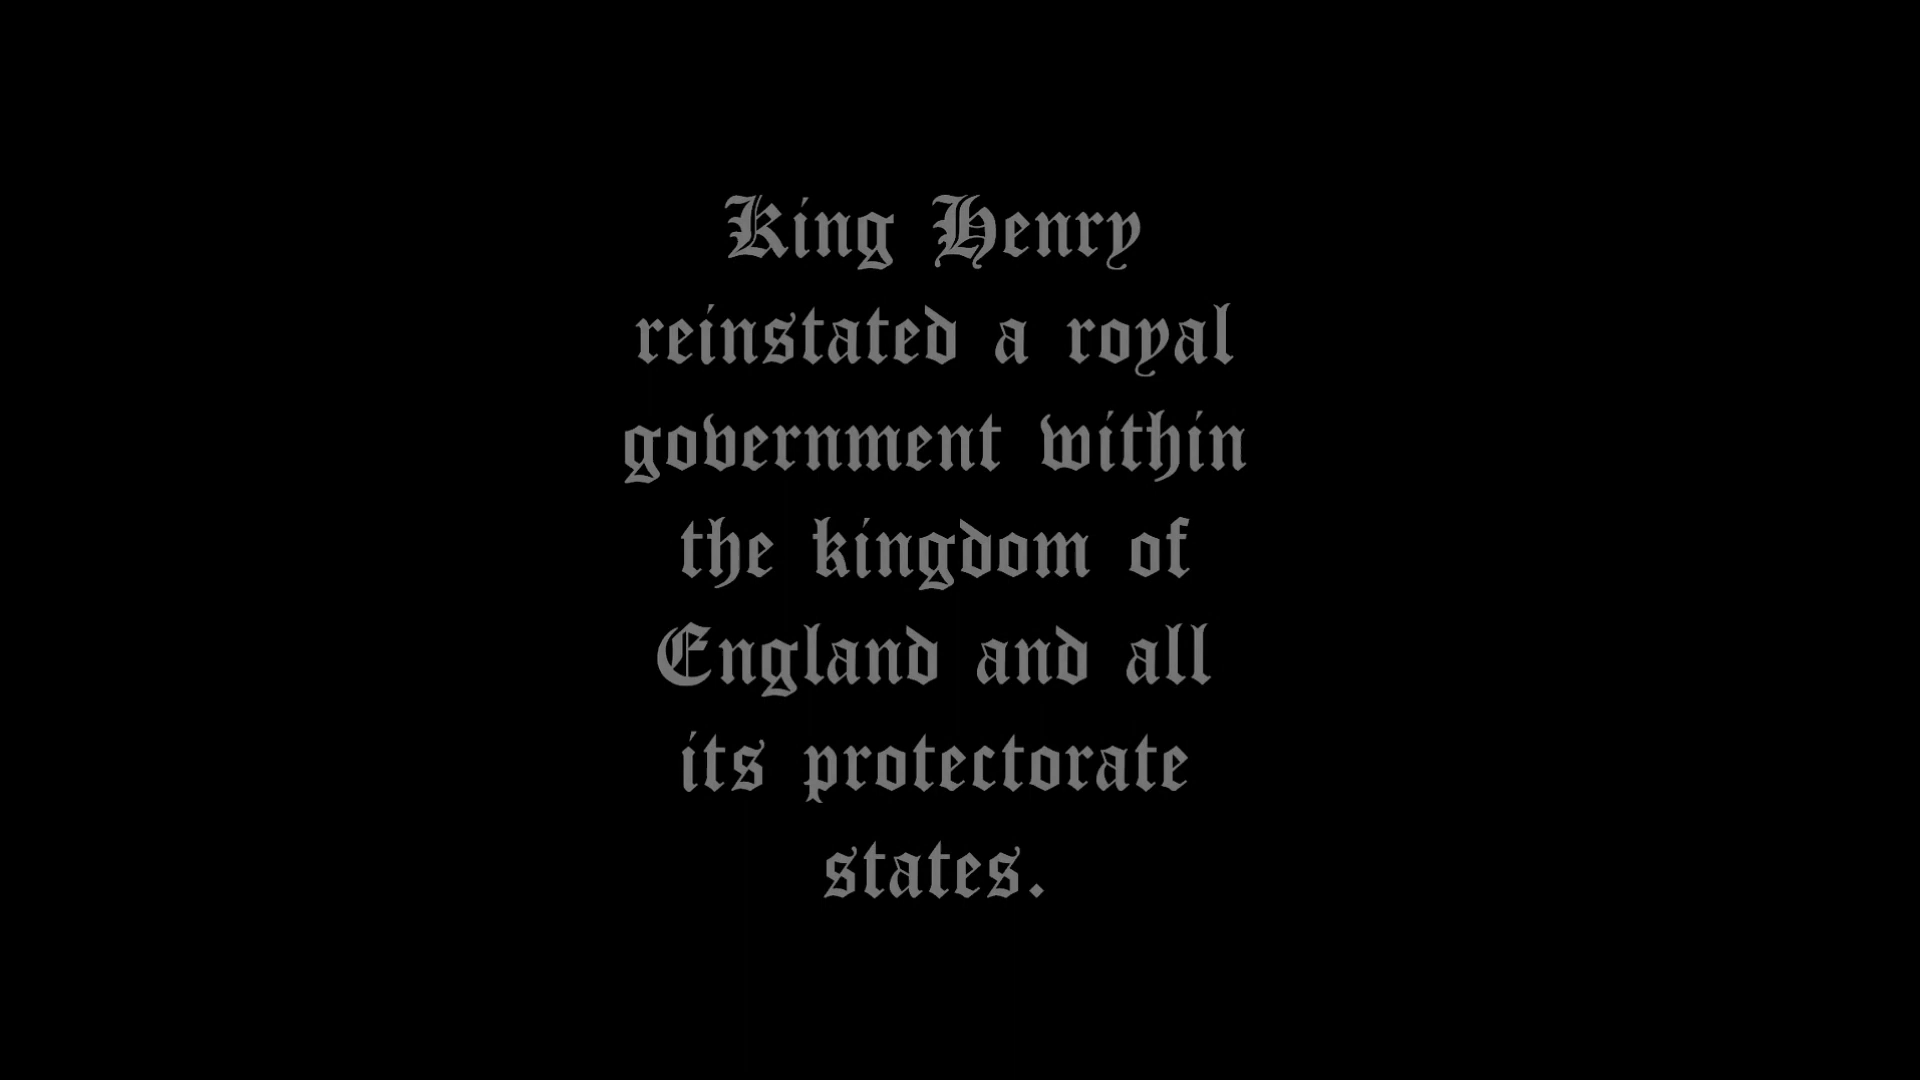 King Henry
reinstated a royal
government within
the kingdom of
England and all
its protectorate
states.